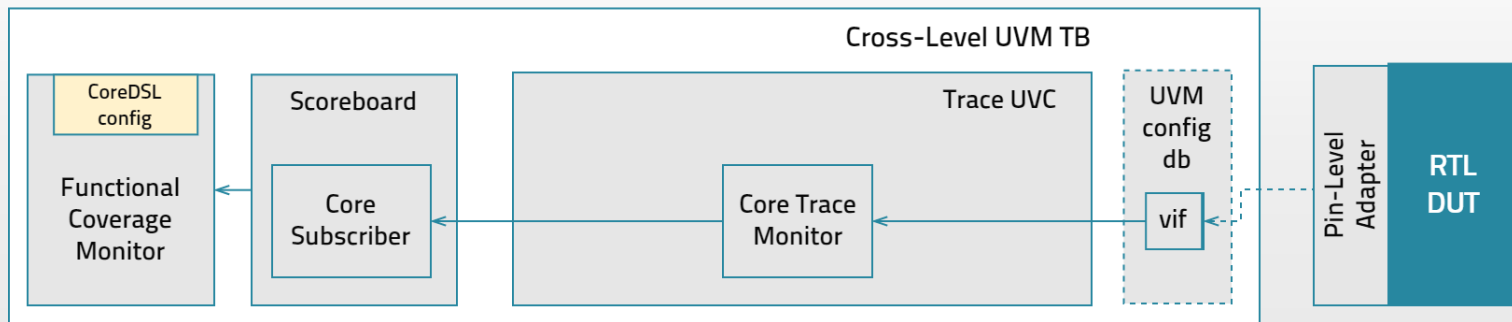 Cross-Level UVM TB
CoreDSL
config
Functional
Coverage
Monitor
Scoreboard
Core
Subscriber
Trace UVC
Core Trace
Monitor
UVM
config
db
vif
Pin-Level
Adapter
RTL
DUT